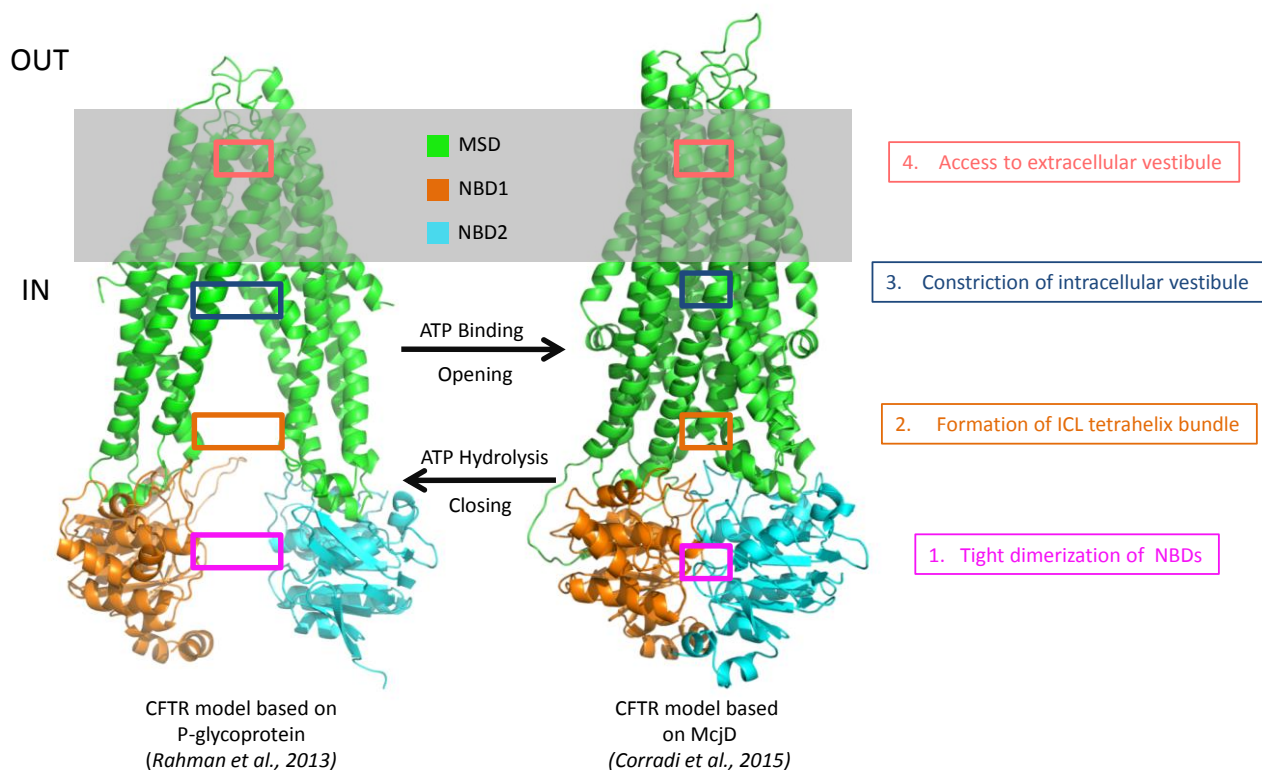 OUT
MSD
NBD1
NBD2
4. Access to extracellular vestibule
IN
3. Constriction of intracellular vestibule
ATP Binding
Opening
2. Formation of ICL tetrahelix bundle
ATP Hydrolysis
Closing
1. Tight dimerization of NBDs
CFTR model based on
P-glycoprotein
(Rahman et al., 2013)
CFTR model based
on McjD
(Corradi et al., 2015)